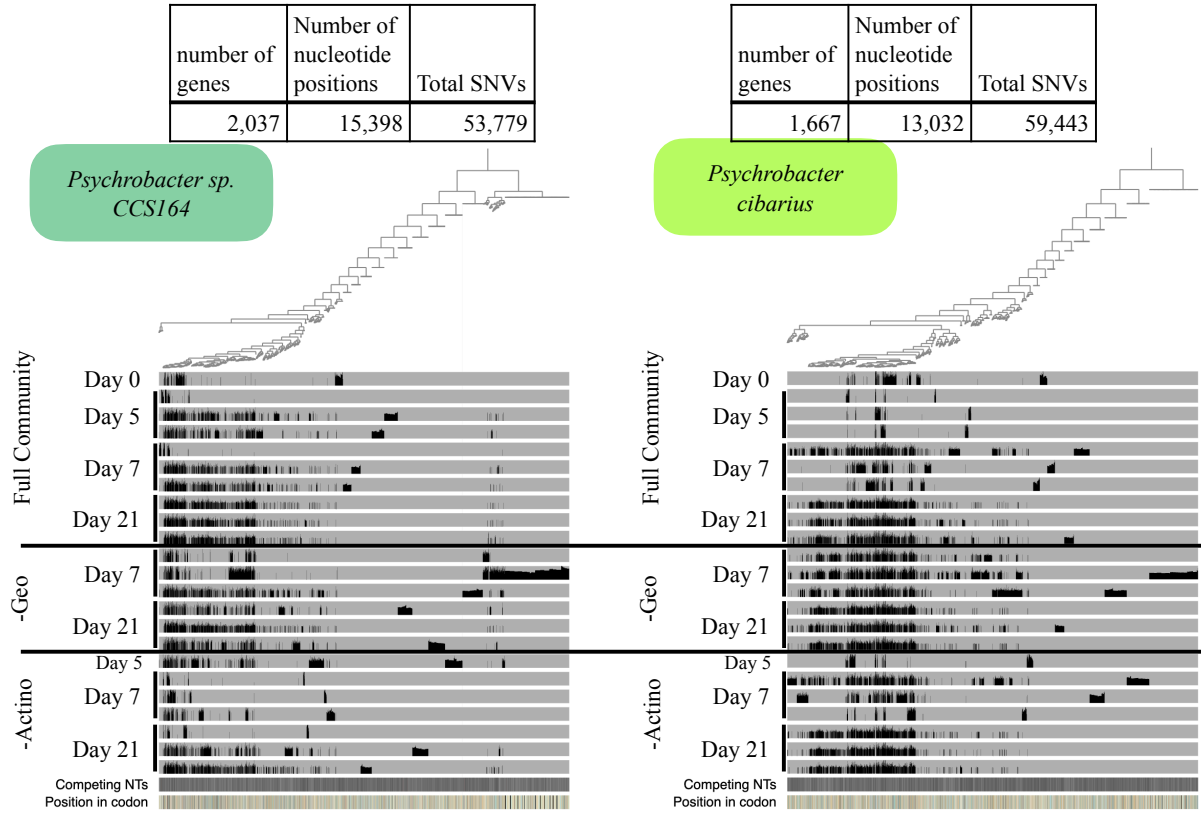 number of
genes
Number of
nucleotide
positions
Total SNVs
2,037
15,398
53,779
Psychrobacter sp.
CCS164
Full Community
Day 0
Day 5
Day 7
Day 21
-Geo
Day 7
Day 21
-Actino
Day 5
Day 7
Day 21
Competing NTs
Position in codon
number of
genes
Number of
nucleotide
positions
Total SNVs
1,667
13,032
59,443
Psychrobacter
cibarius
Full Community
Day 0
Day 5
Day 7
Day 21
-Geo
Day 7
Day 21
-Actino
Day 5
Day 7
Day 21
Competing NTs
Position in codon